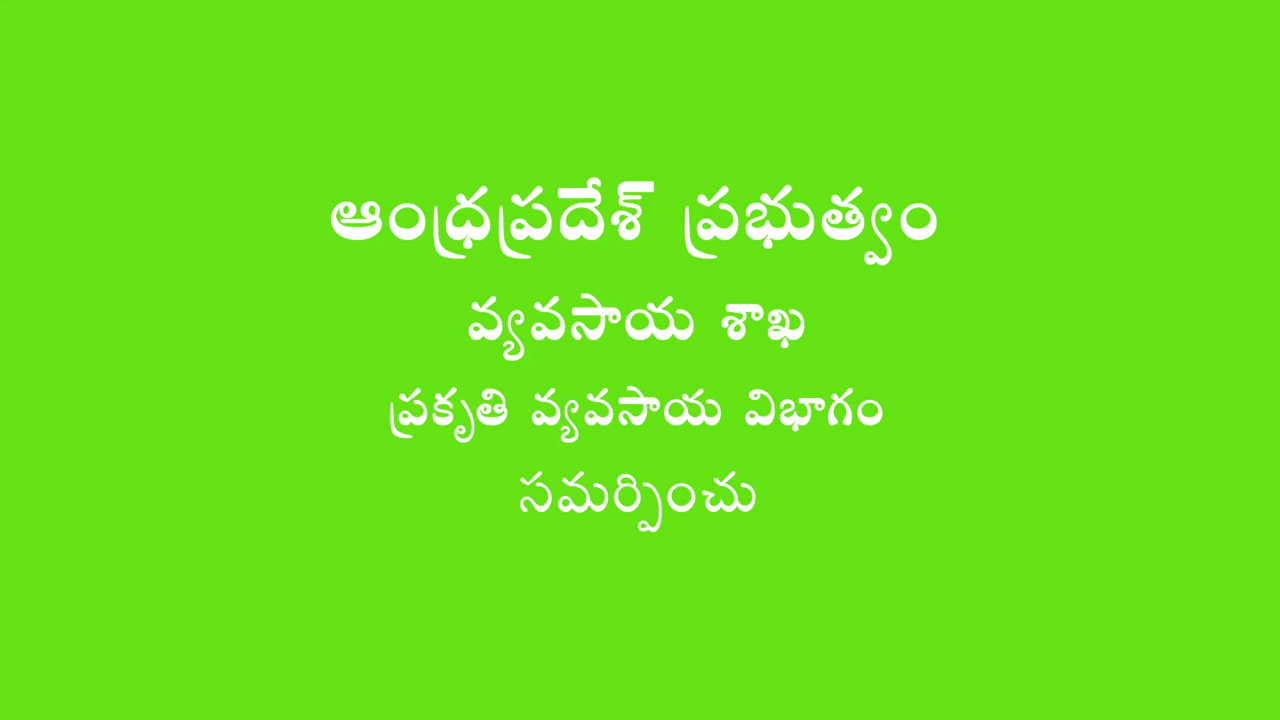 ఆంధ్రప్రదేశ్ ప్రభుత్వం
వ్యవసాయ శాఖ
ప్రకృతి వ్యవసాయ విభాగం
సమర్పించు